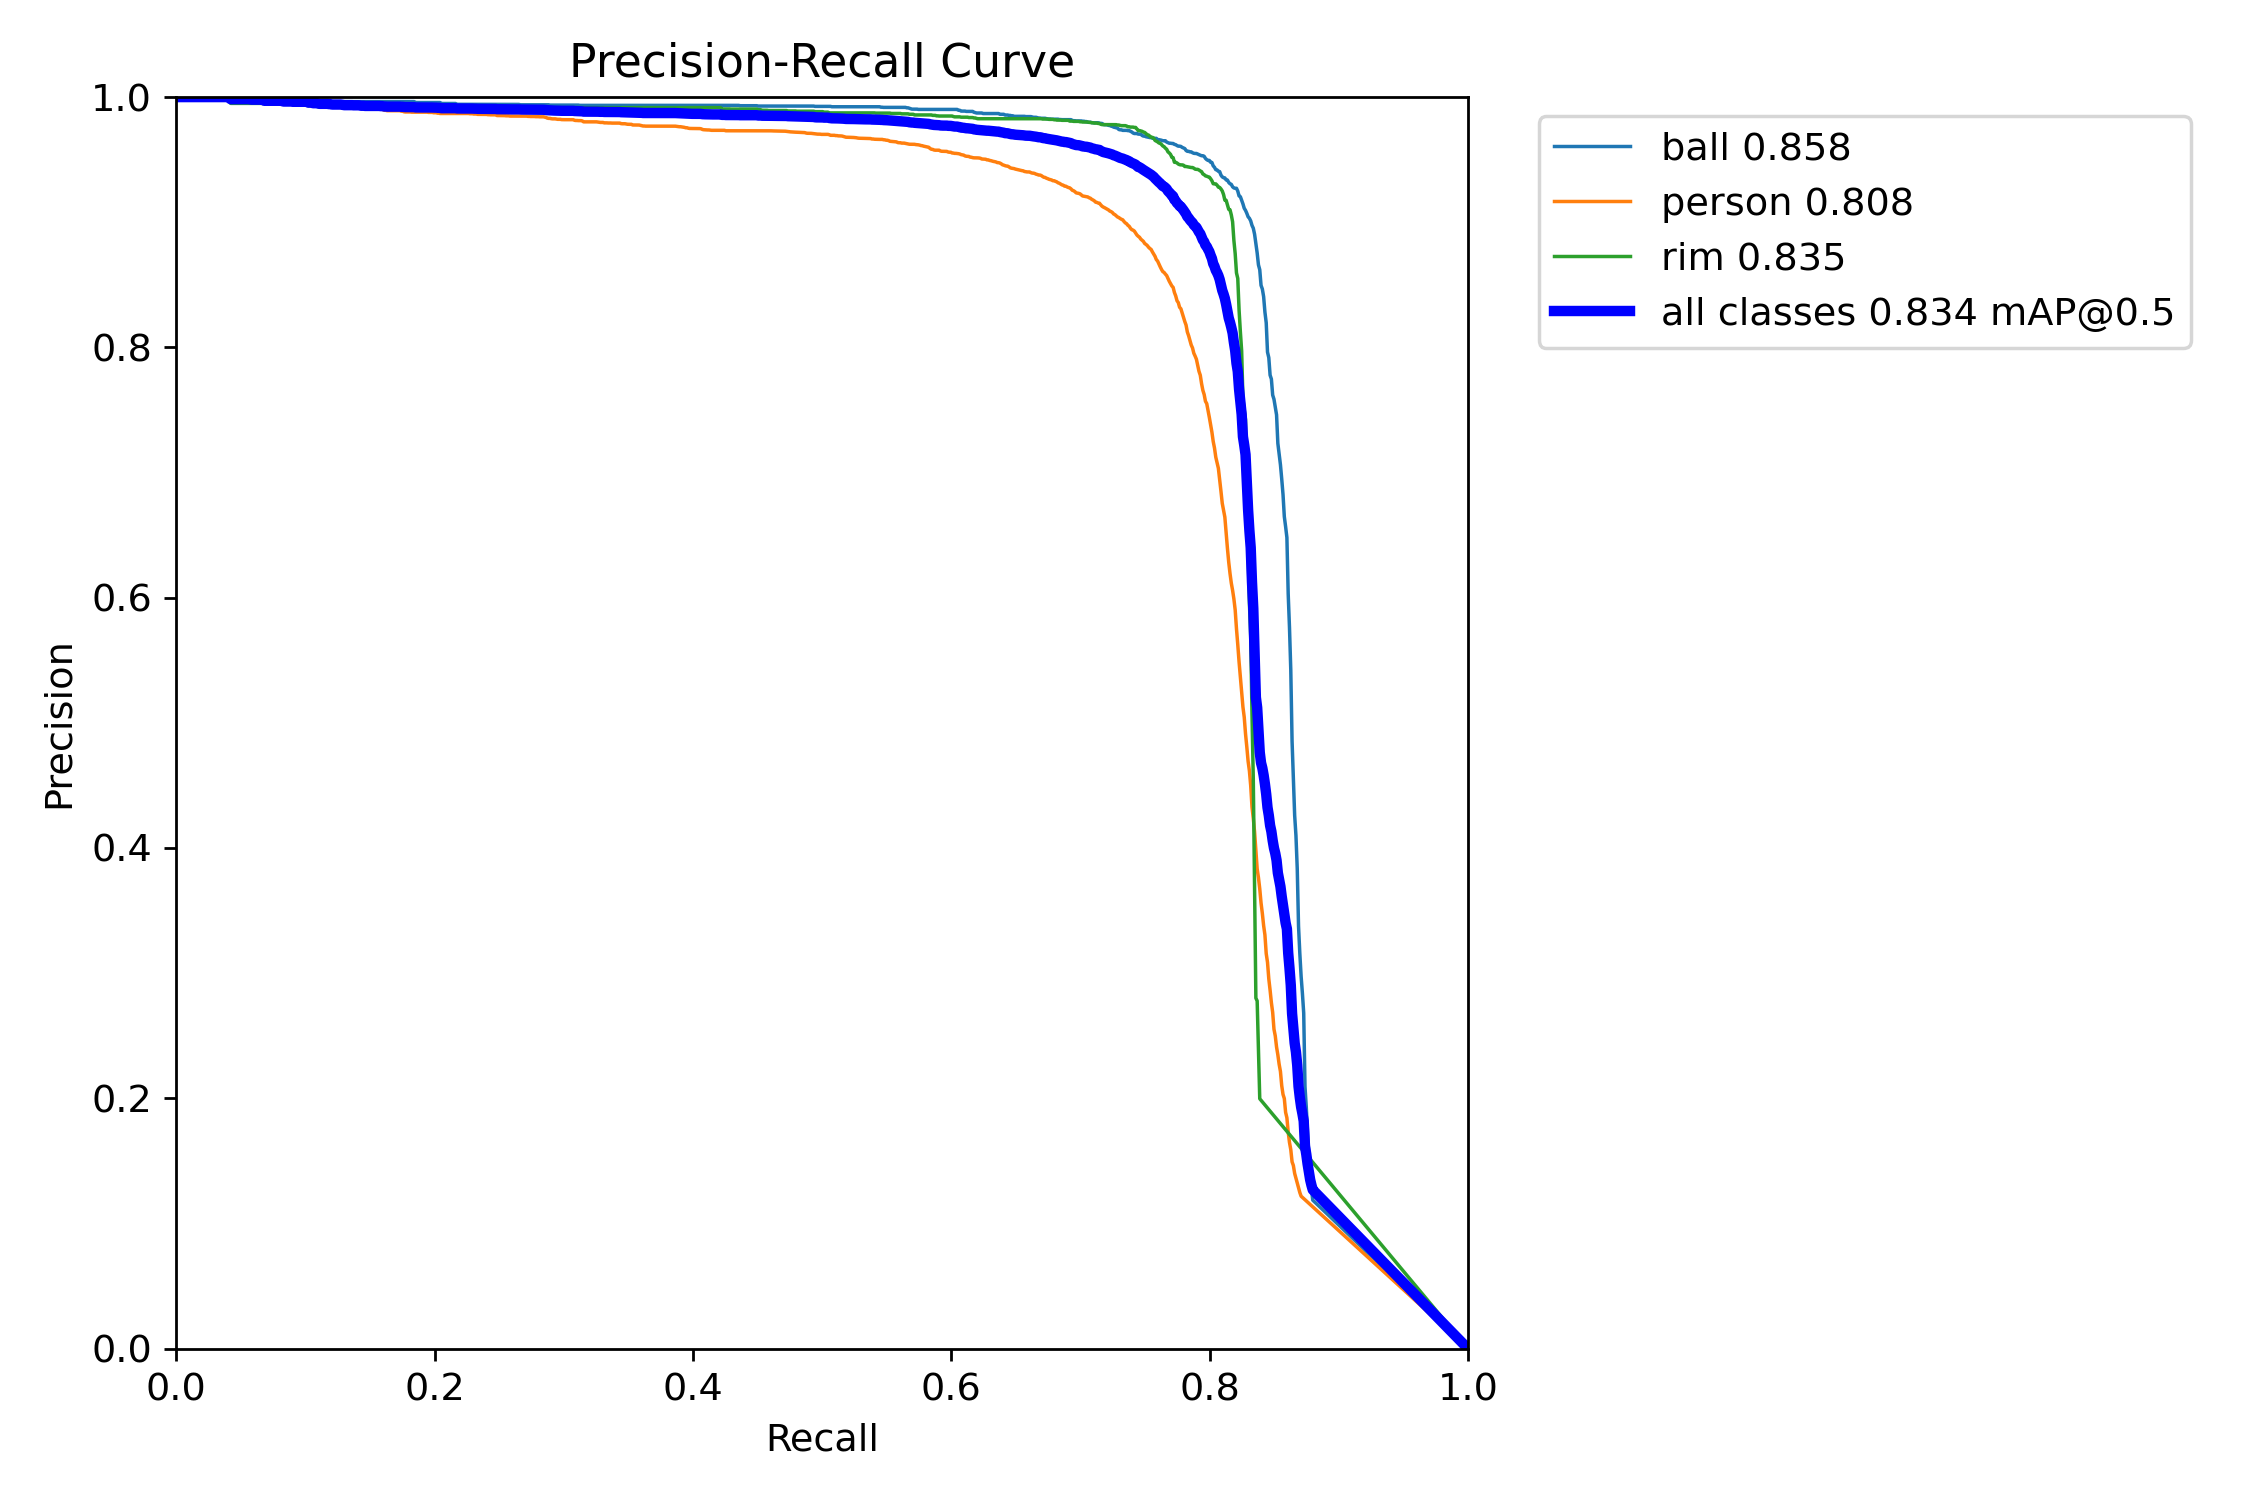 Precision-Recall Curve
1.0
0.8
0.6
0.4
0.2
0.0
Precision
0.0 0.2 0.4 0.6 0.8 1.0
Recall
ball 0.858
person 0.808
rim 0.835
all classes 0.834 mAP@0.5